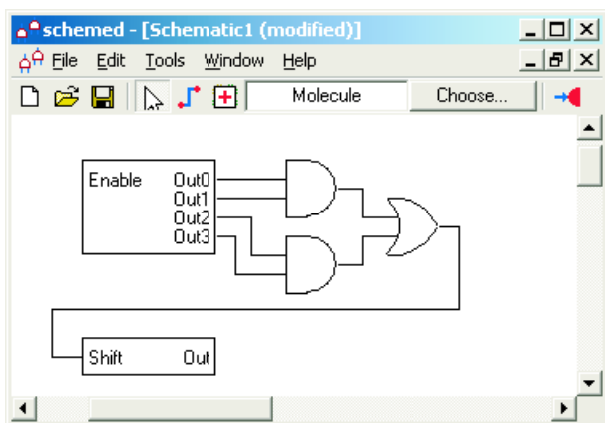 schemed - [Schematic1 (modified)]
File Edit Tools Window Help
Molecule Choose...
Enable Out0
Out1
Out2
Out3
Shift Out